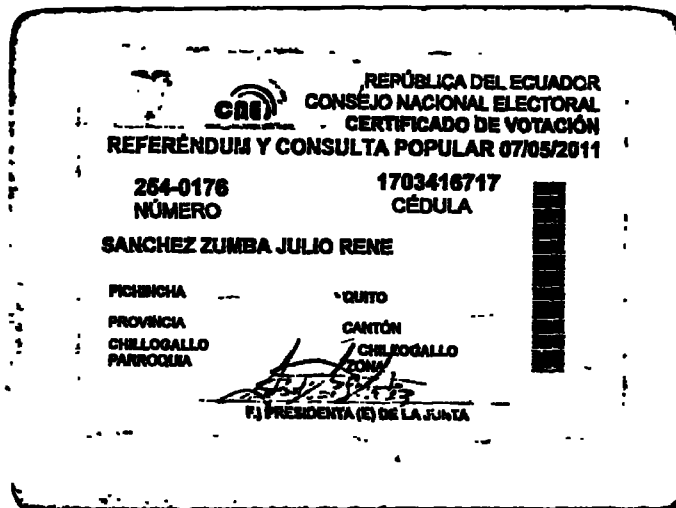 REPÚBLICA DEL ECUADOR
CNE
CONSEJO NACIONAL ELECTORAL
CERTIFICADO DE VOTACIÓN
REFERÉNDUM Y CONSULTA POPULAR 07/05/2011
254-0176 1703416717
NÚMERO CÉDULA
SANCHEZ ZUMBA JULIO RENE
PICHINCHA QUITO
PROVINCIA CANTÓN
CHILLOGALLO CHILLOGALLO
PARROQUIA ZONA
F.) PRESIDENTA (E) DE LA JUNTA